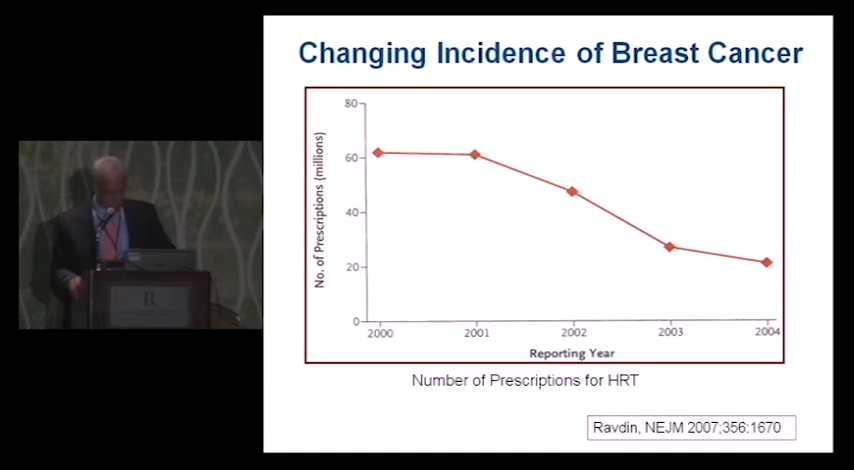 Changing Incidence of Breast Cancer
No. of Prescriptions (millions)
80
60
40
20
0
2000 2001 2002 2003 2004
Reporting Year
Number of Prescriptions for HRT
Ravdin, NEJM 2007;356:1670
R